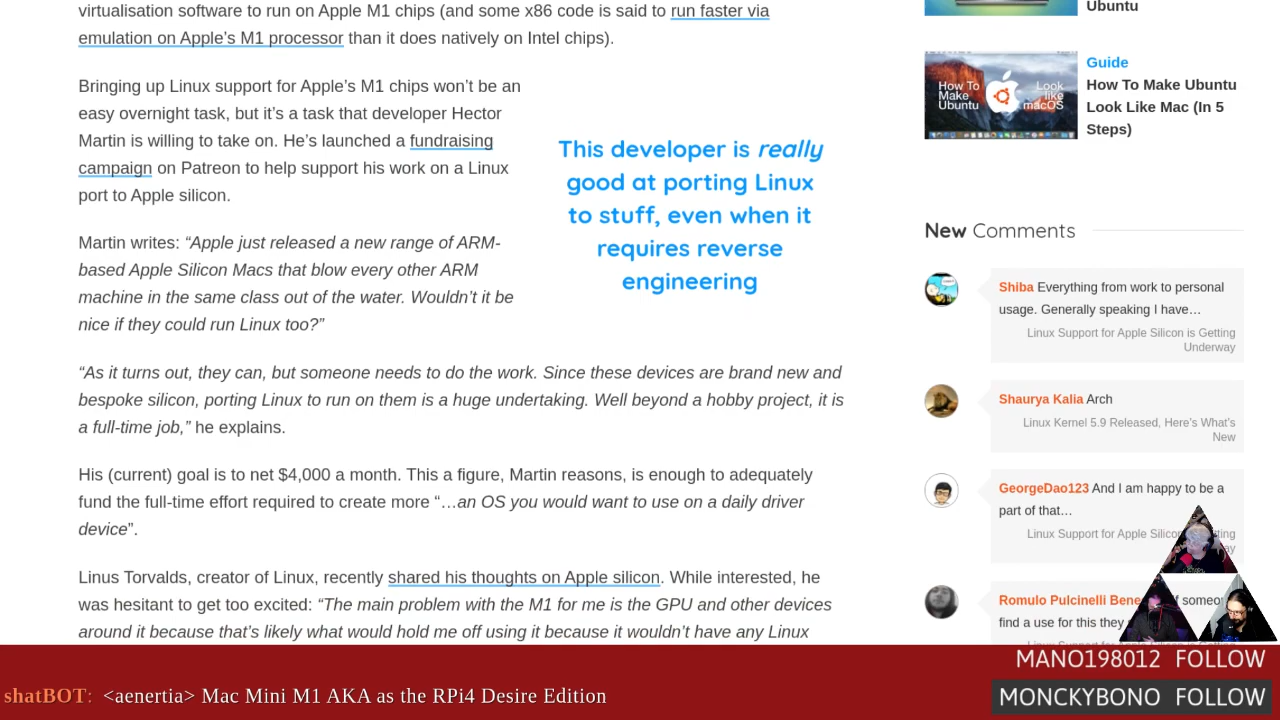 virtualisation software to run on Apple M1 chips (and some x86 code is said to run faster via
emulation on Apple’s M1 processor than it does natively on Intel chips).
Bringing up Linux support for Apple’s M1 chips won’t be an
easy overnight task, but it’s a task that developer Hector
Martin is willing to take on. He’s launched a fundraising
campaign on Patreon to help support his work on a Linux
port to Apple silicon.
This developer is really
good at porting Linux
to stuff, even when it
requires reverse
engineering
Martin writes: “Apple just released a new range of ARM-
based Apple Silicon Macs that blow every other ARM
machine in the same class out of the water. Wouldn’t it be
nice if they could run Linux too?”
“As it turns out, they can, but someone needs to do the work. Since these devices are brand new and
bespoke silicon, porting Linux to run on them is a huge undertaking. Well beyond a hobby project, it is
a full-time job,” he explains.
His (current) goal is to net $4,000 a month. This a figure, Martin reasons, is enough to adequately
fund the full-time effort required to create more “…an OS you would want to use on a daily driver
device”.
Linus Torvalds, creator of Linux, recently shared his thoughts on Apple silicon. While interested, he
was hesitant to get too excited: “The main problem with the M1 for me is the GPU and other devices
around it because that’s likely what would hold me off using it because it wouldn’t have any Linux
Ubuntu
How To
Make
Ubuntu
Look
like
macOS
Guide
How To Make Ubuntu
Look Like Mac (In 5
Steps)
New Comments
Shiba Everything from work to personal
usage. Generally speaking I have…
Linux Support for Apple Silicon is Getting
Underway
Shaurya Kalia Arch
Linux Kernel 5.9 Released, Here’s What’s
New
GeorgeDao123 And I am happy to be a
part of that…
Linux Support for Apple
Romulo Pulcinelli
find a use for this they
MANO198012 FOLLOW
MONCKYBONO FOLLOW
shatBOT: <aenertia> Mac Mini M1 AKA as the RPi4 Desire Edition